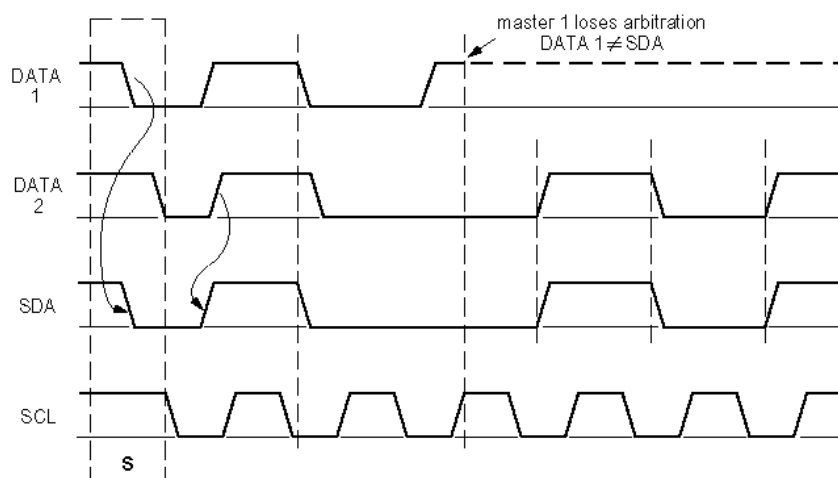 master 1 loses arbitration
DATA 1 ≠ SDA
DATA
1
DATA
2
SDA
SCL
S